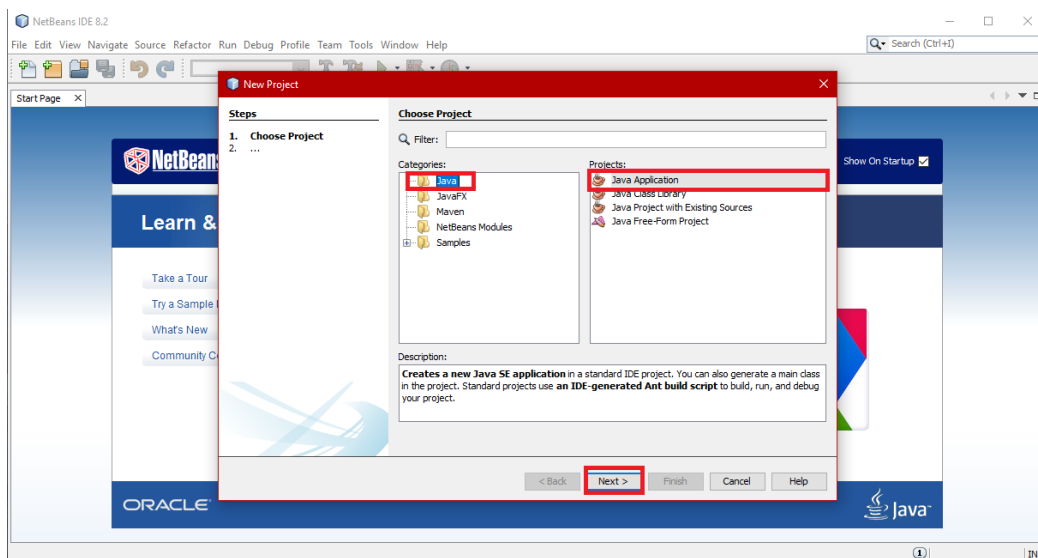 NetBeans IDE 8.2
File Edit View Navigate Source Refactor Run Debug Profile Team Tools Window Help
Search (Ctrl+I)
Start Page
New Project
Steps
1. Choose Project
2. ...
Choose Project
Filter:
Categories:
Java
JavaFX
Maven
NetBeans Modules
Samples
Projects:
Java Application
Java Class Library
Java Project with Existing Sources
Java Free-Form Project
Description:
Creates a new Java SE application in a standard IDE project. You can also generate a main class
in the project. Standard projects use an IDE-generated Ant build script to build, run, and debug
your project.
< Back
Next >
Finish
Cancel
Help
NetBeans
Show On Startup
Learn &
Take a Tour
Try a Sample
What's New
Community
ORACLE
Java
1
IN